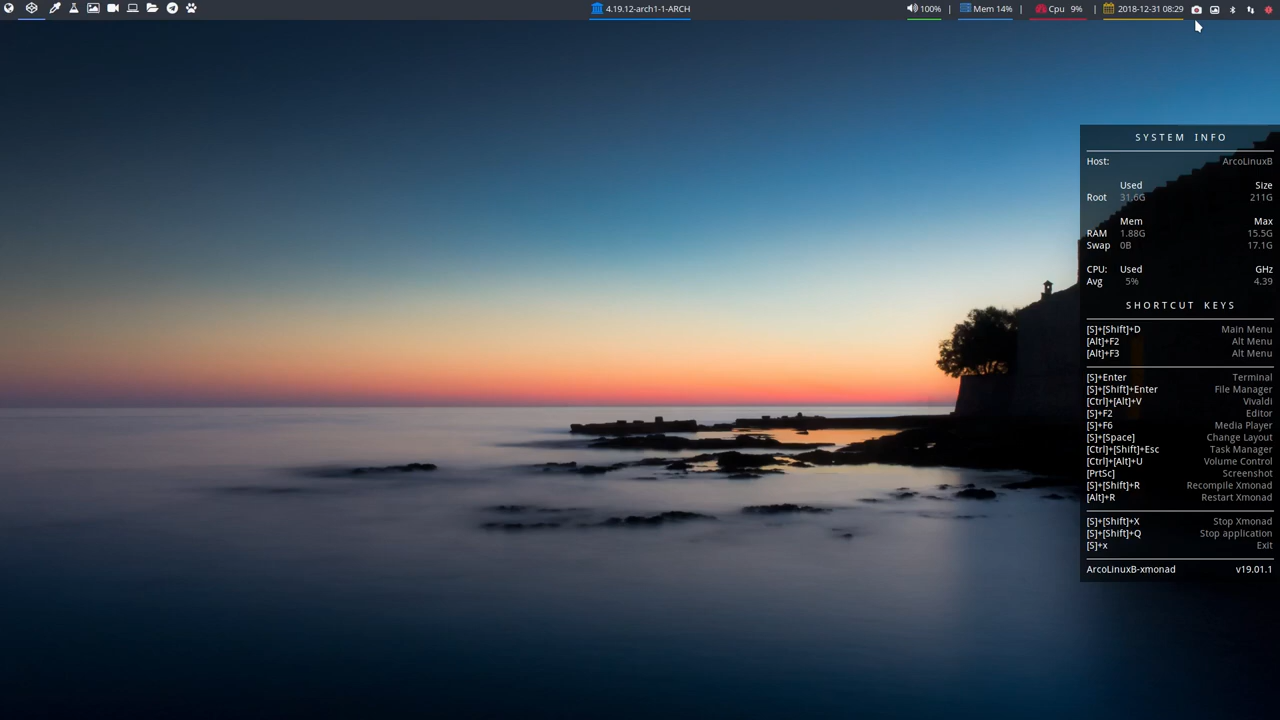 4.19.12-arch1-1-ARCH 100% | Mem 14% | Cpu 9% | 2018-12-31 08:29
SYSTEM INFO
Host: ArcoLinuxB
Used Size
Root 31.6G 211G
Mem Max
RAM 1.88G 15.5G
Swap 0B 17.1G
CPU: Used GHz
Avg 5% 4.39
SHORTCUT KEYS
[S]+[Shift]+D Main Menu
[Alt]+F2 Alt Menu
[Alt]+F3 Alt Menu
[S]+Enter Terminal
[S]+[Shift]+Enter File Manager
[Ctrl]+[Alt]+V Vivaldi
[S]+F2 Editor
[S]+F6 Media Player
[S]+[Space] Change Layout
[Ctrl]+[Shift]+Esc Task Manager
[Ctrl]+[Alt]+U Volume Control
[PrtSc] Screenshot
[S]+[Shift]+R Recompile Xmonad
[Alt]+R Restart Xmonad
[S]+[Shift]+X Stop Xmonad
[S]+[Shift]+Q Stop application
[S]+x Exit
ArcoLinuxB-xmonad v19.01.1